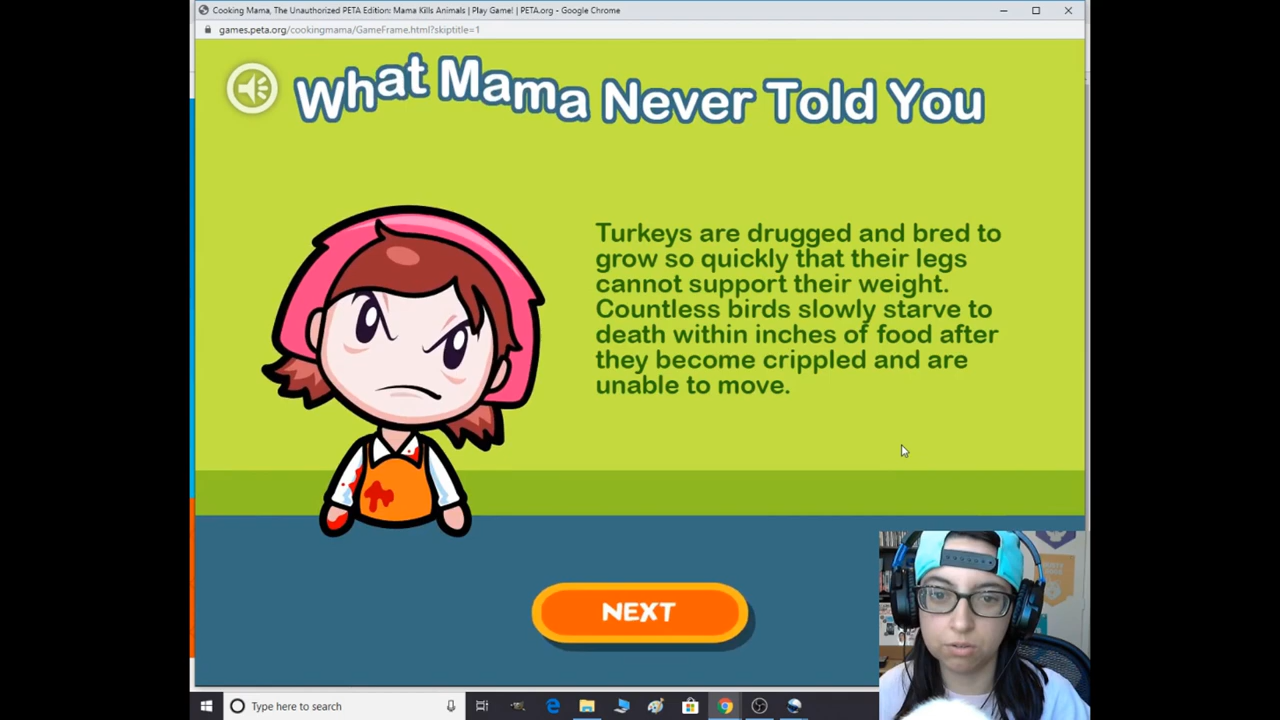 Cooking Mama, The Unauthorized PETA Edition: Mama Kills Animals | Play Game! | PETA.org - Google Chrome
games.peta.org/cookingmama/GameFrame.html?skiptitle=1
What Mama Never Told You
Turkeys are drugged and bred to
grow so quickly that their legs
cannot support their weight.
Countless birds slowly starve to
death within inches of food after
they become crippled and are
unable to move.
NEXT
Type here to search